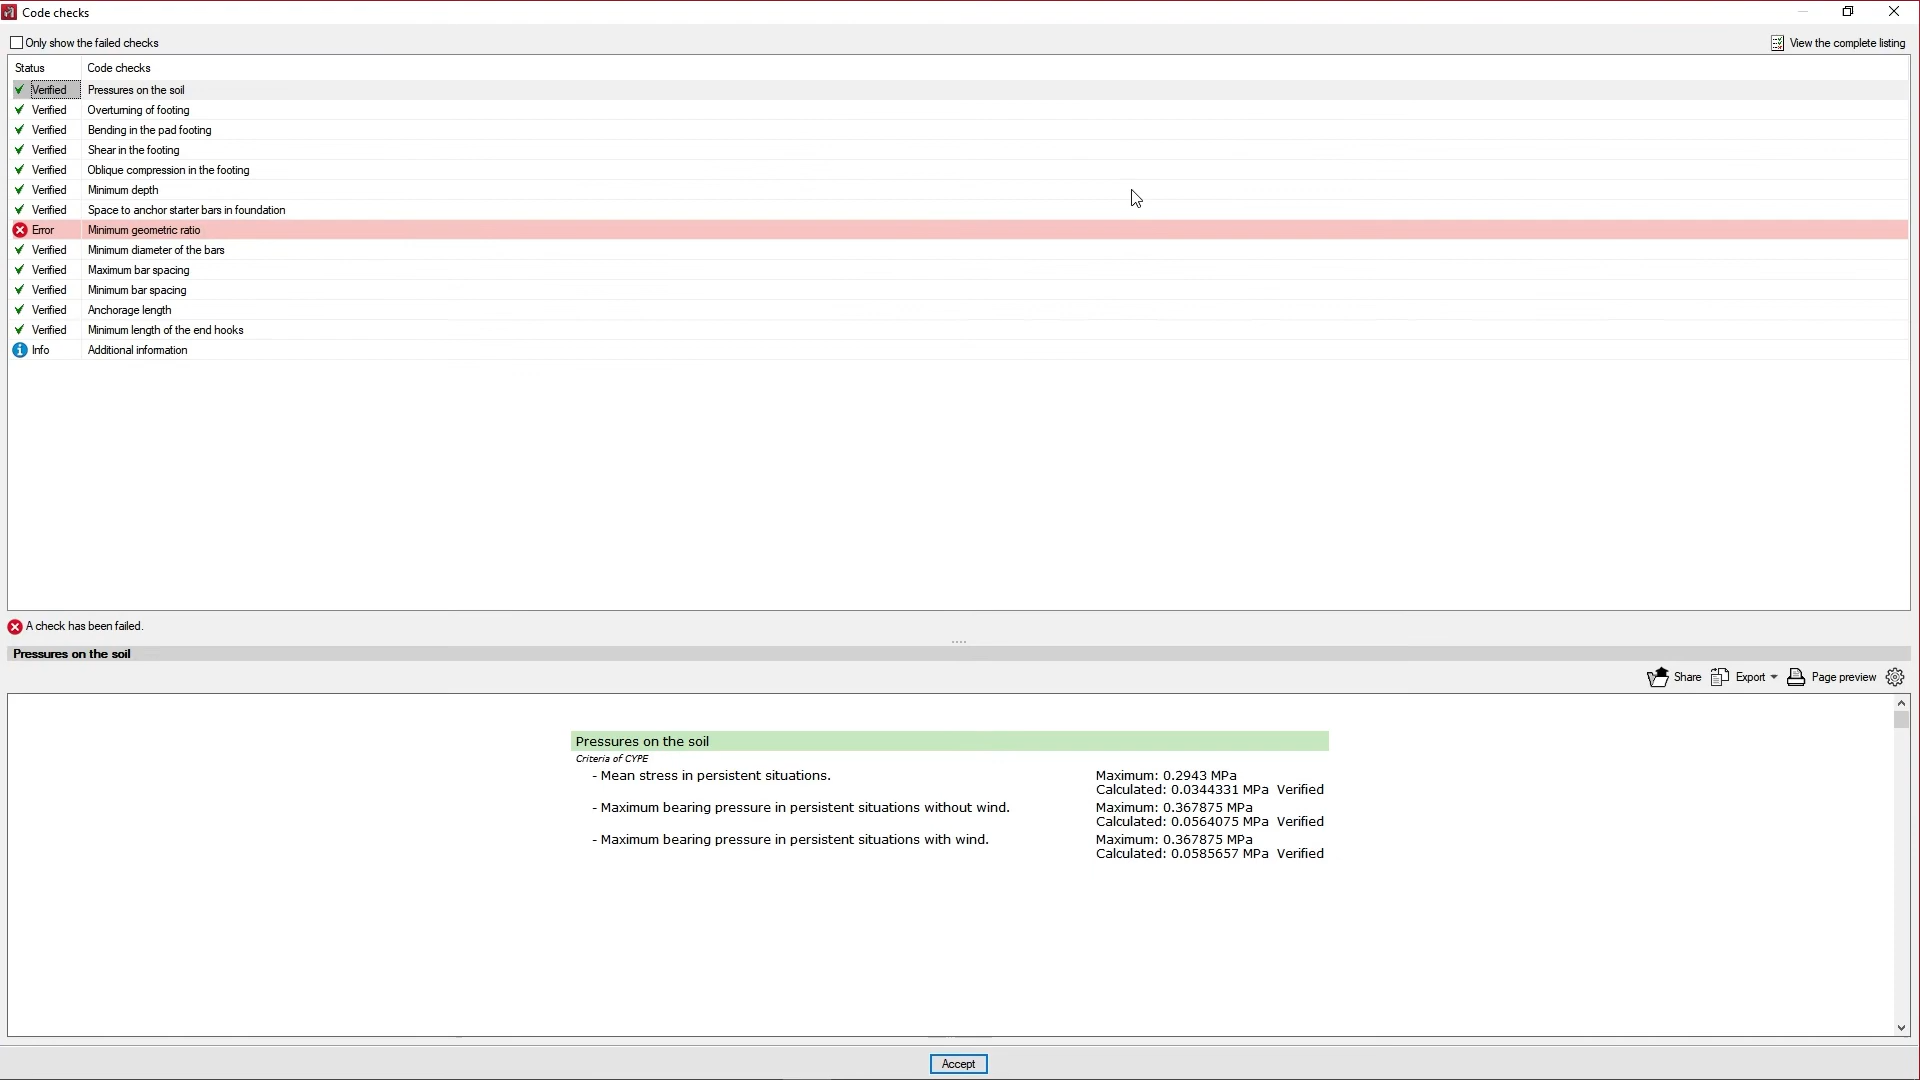 Code checks
Only show the failed checks
View the complete listing
Status Code checks
Verified Pressures on the soil
Verified Overturning of footing
Verified Bending in the pad footing
Verified Shear in the footing
Verified Oblique compression in the footing
Verified Minimum depth
Verified Space to anchor starter bars in foundation
Error Minimum geometric ratio
Verified Minimum diameter of the bars
Verified Maximum bar spacing
Verified Minimum bar spacing
Verified Anchorage length
Verified Minimum length of the end hooks
Info Additional information
A check has been failed.
Pressures on the soil
Share Export Page preview
Pressures on the soil
Criteria of CYPE
- Mean stress in persistent situations. Maximum: 0.2943 MPa
Calculated: 0.0344331 MPa Verified
- Maximum bearing pressure in persistent situations without wind. Maximum: 0.367875 MPa
Calculated: 0.0564075 MPa Verified
- Maximum bearing pressure in persistent situations with wind. Maximum: 0.367875 MPa
Calculated: 0.0585657 MPa Verified
Accept